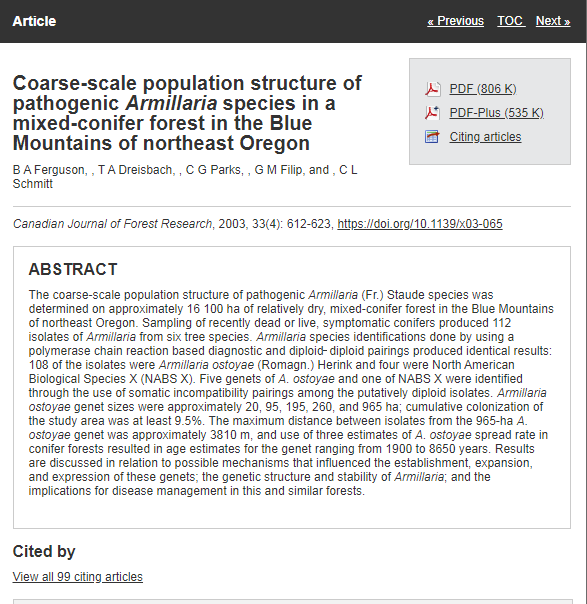 Article
« Previous TOC Next »
Coarse-scale population structure of
pathogenic Armillaria species in a
mixed-conifer forest in the Blue
Mountains of northeast Oregon
B A Ferguson, , T A Dreisbach, , C G Parks, , G M Filip, and , C L
Schmitt
PDF (806 K)
PDF-Plus (535 K)
Citing articles
Canadian Journal of Forest Research, 2003, 33(4): 612-623, https://doi.org/10.1139/x03-065
ABSTRACT
The coarse-scale population structure of pathogenic Armillaria (Fr.) Staude species was
determined on approximately 16 100 ha of relatively dry, mixed-conifer forest in the Blue Mountains
of northeast Oregon. Sampling of recently dead or live, symptomatic conifers produced 112
isolates of Armillaria from six tree species. Armillaria species identifications done by using a
polymerase chain reaction based diagnostic and diploid- diploid pairings produced identical results:
108 of the isolates were Armillaria ostoyae (Romagn.) Herink and four were North American
Biological Species X (NABS X). Five genets of A. ostoyae and one of NABS X were identified
through the use of somatic incompatibility pairings among the putatively diploid isolates. Armillaria
ostoyae genet sizes were approximately 20, 95, 195, 260, and 965 ha; cumulative colonization of
the study area was at least 9.5%. The maximum distance between isolates from the 965-ha A.
ostoyae genet was approximately 3810 m, and use of three estimates of A. ostoyae spread rate in
conifer forests resulted in age estimates for the genet ranging from 1900 to 8650 years. Results
are discussed in relation to possible mechanisms that influenced the establishment, expansion,
and expression of these genets; the genetic structure and stability of Armillaria; and the
implications for disease management in this and similar forests.
Cited by
View all 99 citing articles